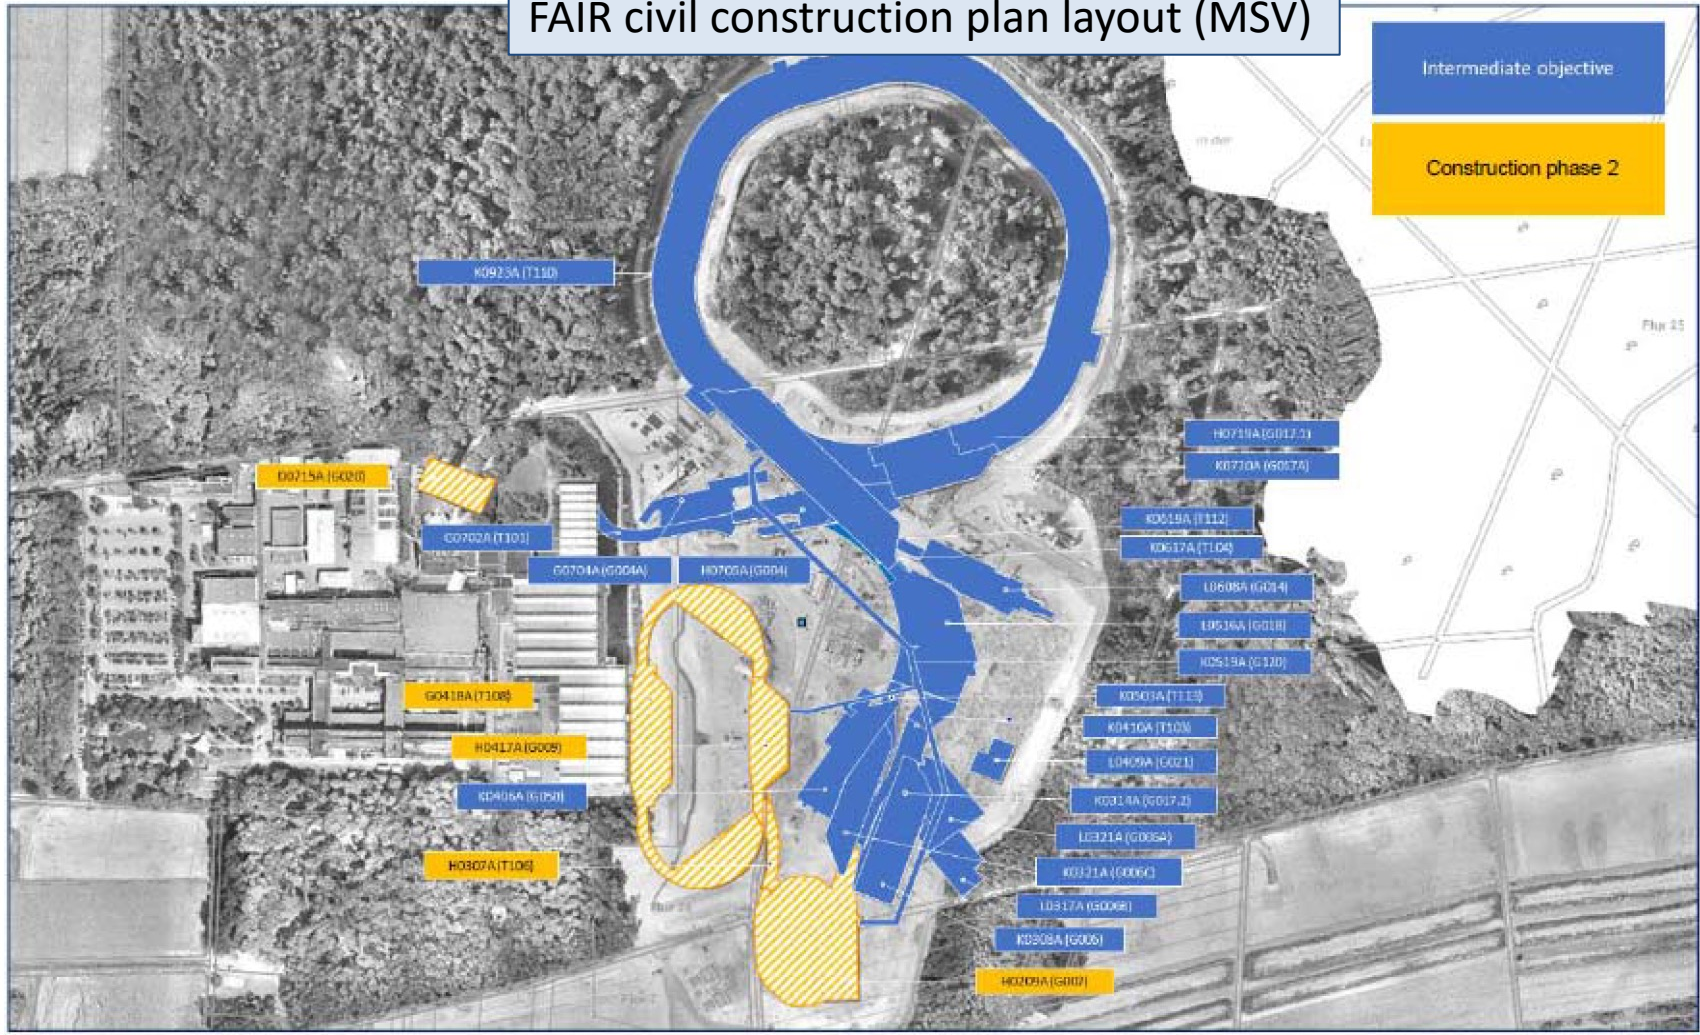 FAIR civil construction plan layout (MSV)
Intermediate objective
Construction phase 2
K0923A (T110)
H0719A (G017.1)
K0720A (G017A)
D0715A (G020)
G0702A (T101)
G0704A (G004A)
H0705A (G004)
K0619A (T112)
K0617A (T104)
L0608A (G014)
L0516A (G018)
K0519A (G120)
G0418A (T108)
K0503A (T113)
K0410A (T103)
H0417A (G009)
L0409A (G021)
K0406A (G050)
K0314A (G017.2)
L0321A (G006A)
H0307A (T106)
K0321A (G006C)
L0317A (G006B)
K0308A (G006)
H0209A (G007)
Flur 25